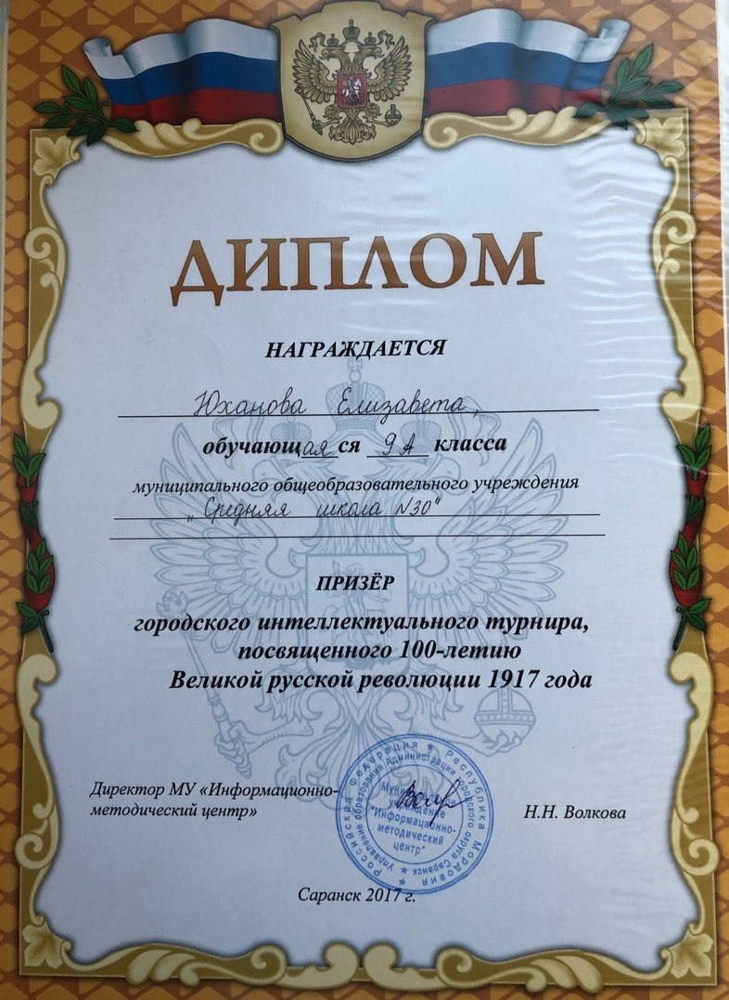 ДИПЛОМ
НАГРАЖДАЕТСЯ
Юханова Елизавета,
обучающаяся 9А класса
муниципального общеобразовательного учреждения
„Средняя школа №30"
ПРИЗЁР
городского интеллектуального турнира,
посвященного 100-летию
Великой русской революции 1917 года
Директор МУ «Информационно-
методический центр»
Н.Н. Волкова
Российская Федерация ★ Республика Мордовия ★
Управление образования Администрации городского округа Саранск ★
Муниципальное
учреждение
"Информационно-
методический
центр"
Саранск 2017 г.